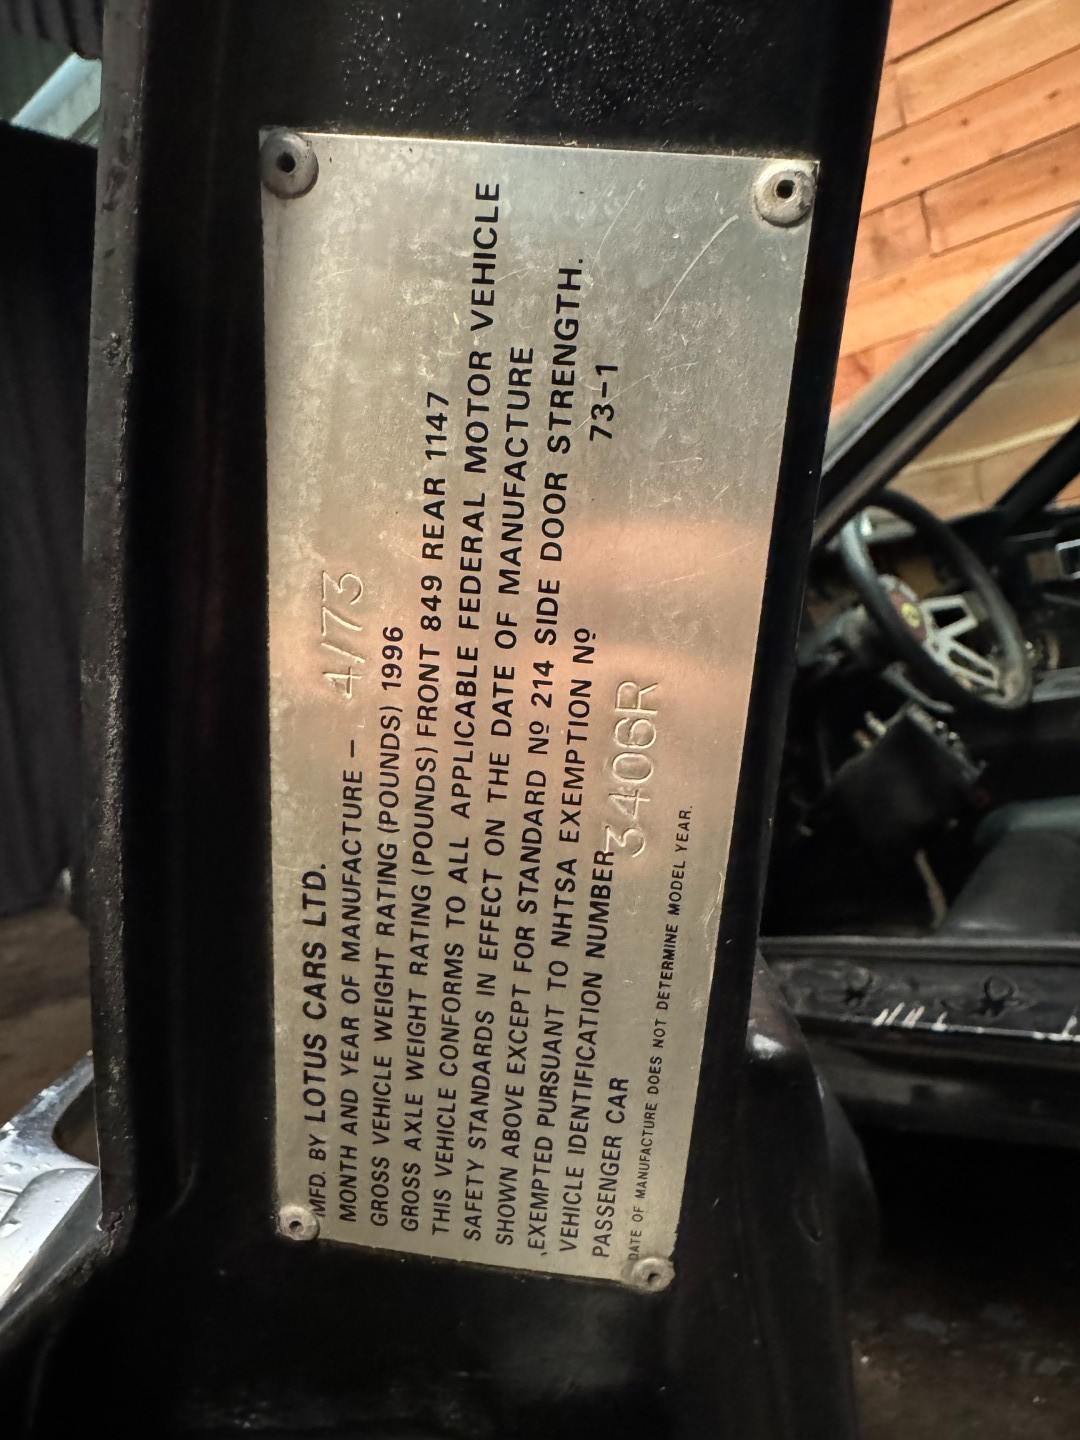 MFD. BY LOTUS CARS LTD.
MONTH AND YEAR OF MANUFACTURE - 4/73
GROSS VEHICLE WEIGHT RATING (POUNDS) 1996
GROSS AXLE WEIGHT RATING (POUNDS) FRONT 849 REAR 1147
THIS VEHICLE CONFORMS TO ALL APPLICABLE FEDERAL MOTOR VEHICLE
SAFETY STANDARDS IN EFFECT ON THE DATE OF MANUFACTURE
SHOWN ABOVE EXCEPT FOR STANDARD Nº 214 SIDE DOOR STRENGTH.
EXEMPTED PURSUANT TO NHTSA EXEMPTION Nº 73-1
VEHICLE IDENTIFICATION NUMBER 3406R
PASSENGER CAR
DATE OF MANUFACTURE DOES NOT DETERMINE MODEL YEAR.